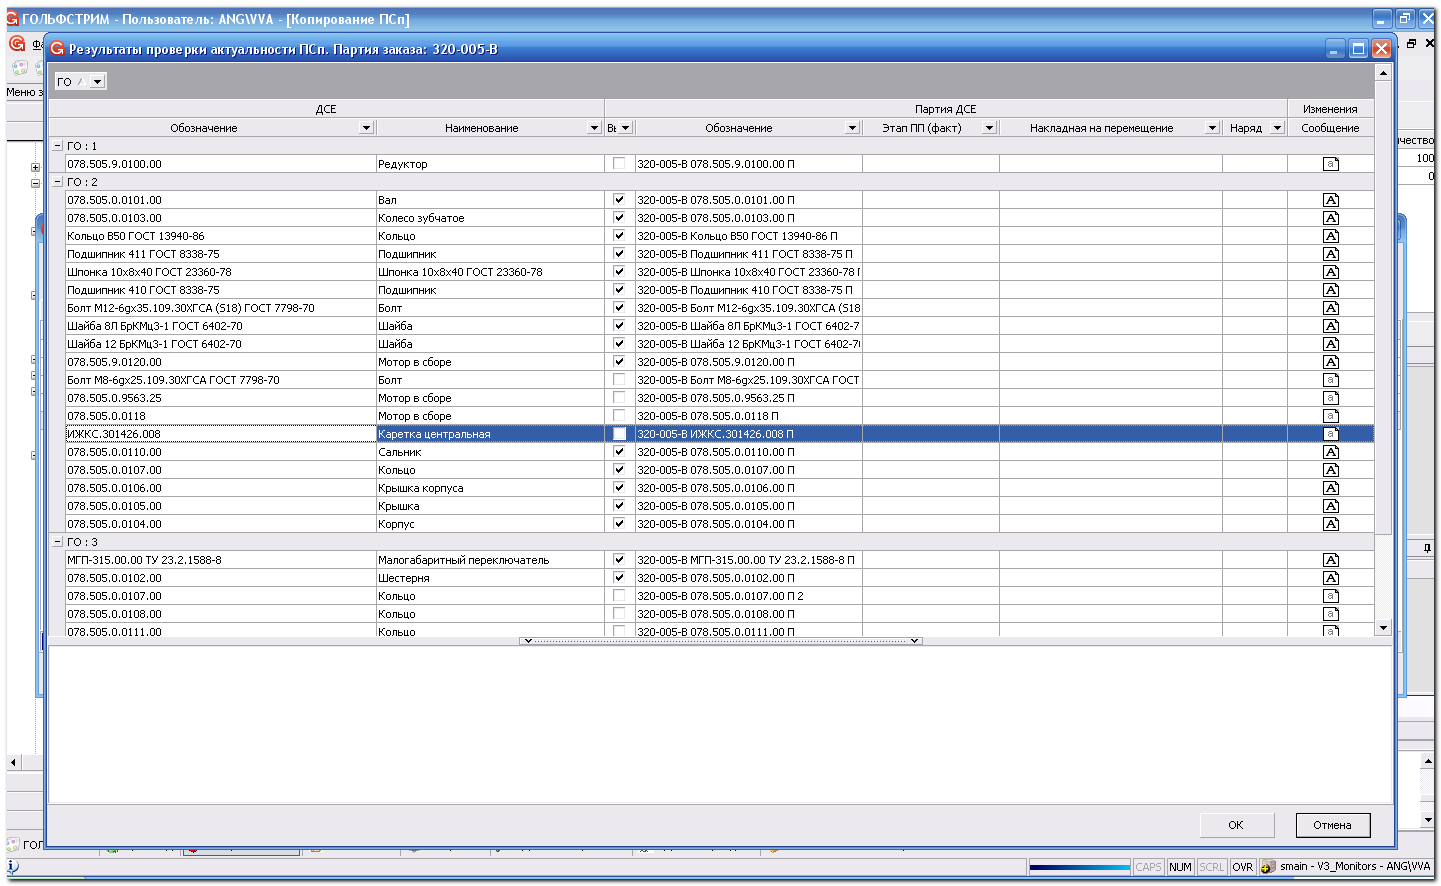 ГОЛЬФСТРИМ - Пользователь: ANG\VVA - [Копирование ПСп]
Результаты проверки актуальности ПСп. Партия заказа: 320-005-В
Меню з
ГО
ДСЕ Партия ДСЕ Изменения
Обозначение Наименование Вы Обозначение Этап ПП (факт) Накладная на перемещение Наряд Сообщение
чество
100
0
ГО : 1
078.505.9.0100.00 Редуктор 320-005-В 078.505.9.0100.00 П
ГО : 2
078.505.0.0101.00 Вал 320-005-В 078.505.0.0101.00 П
078.505.0.0103.00 Колесо зубчатое 320-005-В 078.505.0.0103.00 П
Кольцо В50 ГОСТ 13940-86 Кольцо 320-005-В Кольцо В50 ГОСТ 13940-86 П
Подшипник 411 ГОСТ 8338-75 Подшипник 320-005-В Подшипник 411 ГОСТ 8338-75 П
Шпонка 10х8х40 ГОСТ 23360-78 Шпонка 10х8х40 ГОСТ 23360-78 320-005-В Шпонка 10х8х40 ГОСТ 23360-78 П
Подшипник 410 ГОСТ 8338-75 Подшипник 320-005-В Подшипник 410 ГОСТ 8338-75 П
Болт М12-6gх35.109.30ХГСА (S18) ГОСТ 7798-70 Болт 320-005-В Болт М12-6gх35.109.30ХГСА (S18
Шайба 8Л БрКМц3-1 ГОСТ 6402-70 Шайба 320-005-В Шайба 8Л БрКМц3-1 ГОСТ 6402-7
Шайба 12 БрКМц3-1 ГОСТ 6402-70 Шайба 320-005-В Шайба 12 БрКМц3-1 ГОСТ 6402-70
078.505.9.0120.00 Мотор в сборе 320-005-В 078.505.9.0120.00 П
Болт М8-6gх25.109.30ХГСА ГОСТ 7798-70 Болт 320-005-В Болт М8-6gх25.109.30ХГСА ГОСТ
078.505.0.9563.25 Мотор в сборе 320-005-В 078.505.0.9563.25 П
078.505.0.0118 Мотор в сборе 320-005-В 078.505.0.0118 П
ИЖКС.301426.008 Каретка центральная 320-005-В ИЖКС.301426.008 П
078.505.0.0110.00 Сальник 320-005-В 078.505.0.0110.00 П
078.505.0.0107.00 Кольцо 320-005-В 078.505.0.0107.00 П
078.505.0.0106.00 Крышка корпуса 320-005-В 078.505.0.0106.00 П
078.505.0.0105.00 Крышка 320-005-В 078.505.0.0105.00 П
078.505.0.0104.00 Корпус 320-005-В 078.505.0.0104.00 П
ГО : 3
МГП-315.00.00 ТУ 23.2.1588-8 Малогабаритный переключатель 320-005-В МГП-315.00.00 ТУ 23.2.1588-8 П
078.505.0.0102.00 Шестерня 320-005-В 078.505.0.0102.00 П
078.505.0.0107.00 Кольцо 320-005-В 078.505.0.0107.00 П 2
078.505.0.0108.00 Кольцо 320-005-В 078.505.0.0108.00 П
078.505.0.0111.00 Кольцо 320-005-В 078.505.0.0111.00 П
ОК Отмена
ГОЛ
CAPS NUM SCRL OVR smain - V3_Monitors - ANG\VVA